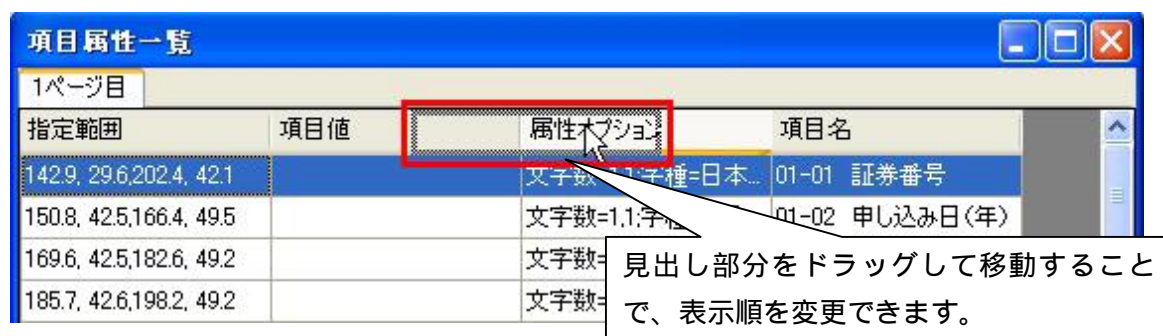 項目属性一覧
1ページ目
指定範囲 項目値 属性オプション 項目名
142.9, 29.6,202.4, 42.1 文字数=1,1;字種=日本... 01-01 証券番号
150.8, 42.5,166.4, 49.5 文字数=1,1;字種 01-02 申し込み日(年)
169.6, 42.5,182.6, 49.2 文字数=
185.7, 42.6,198.2, 49.2 文字数=
見出し部分をドラッグして移動すること
で、表示順を変更できます。